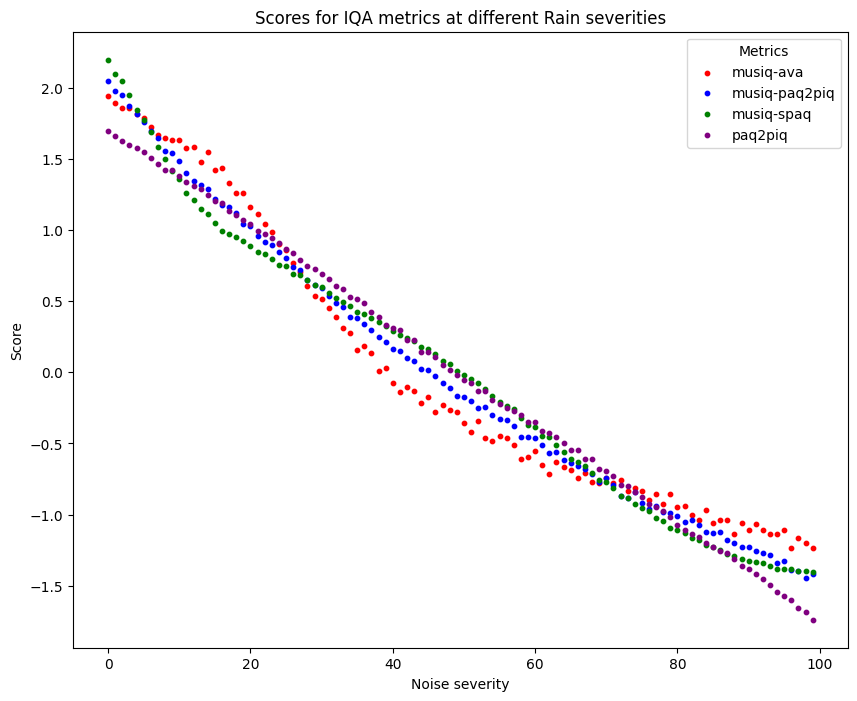 Scores for IQA metrics at different Rain severities
Metrics
musiq-ava
musiq-paq2piq
musiq-spaq
paq2piq
Score
2.0
1.5
1.0
0.5
0.0
−0.5
−1.0
−1.5
0 20 40 60 80 100
Noise severity